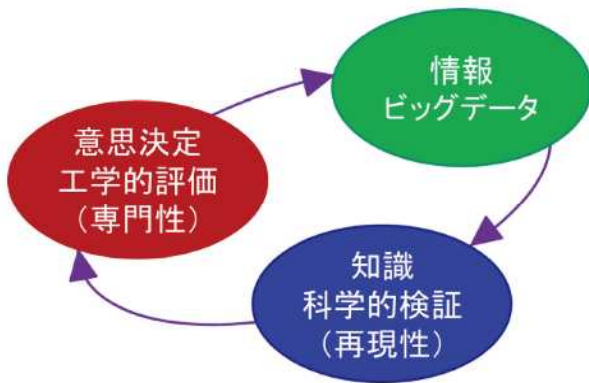 情報
ビッグデータ
意思決定
工学的評価
（専門性）
知識
科学的検証
（再現性）